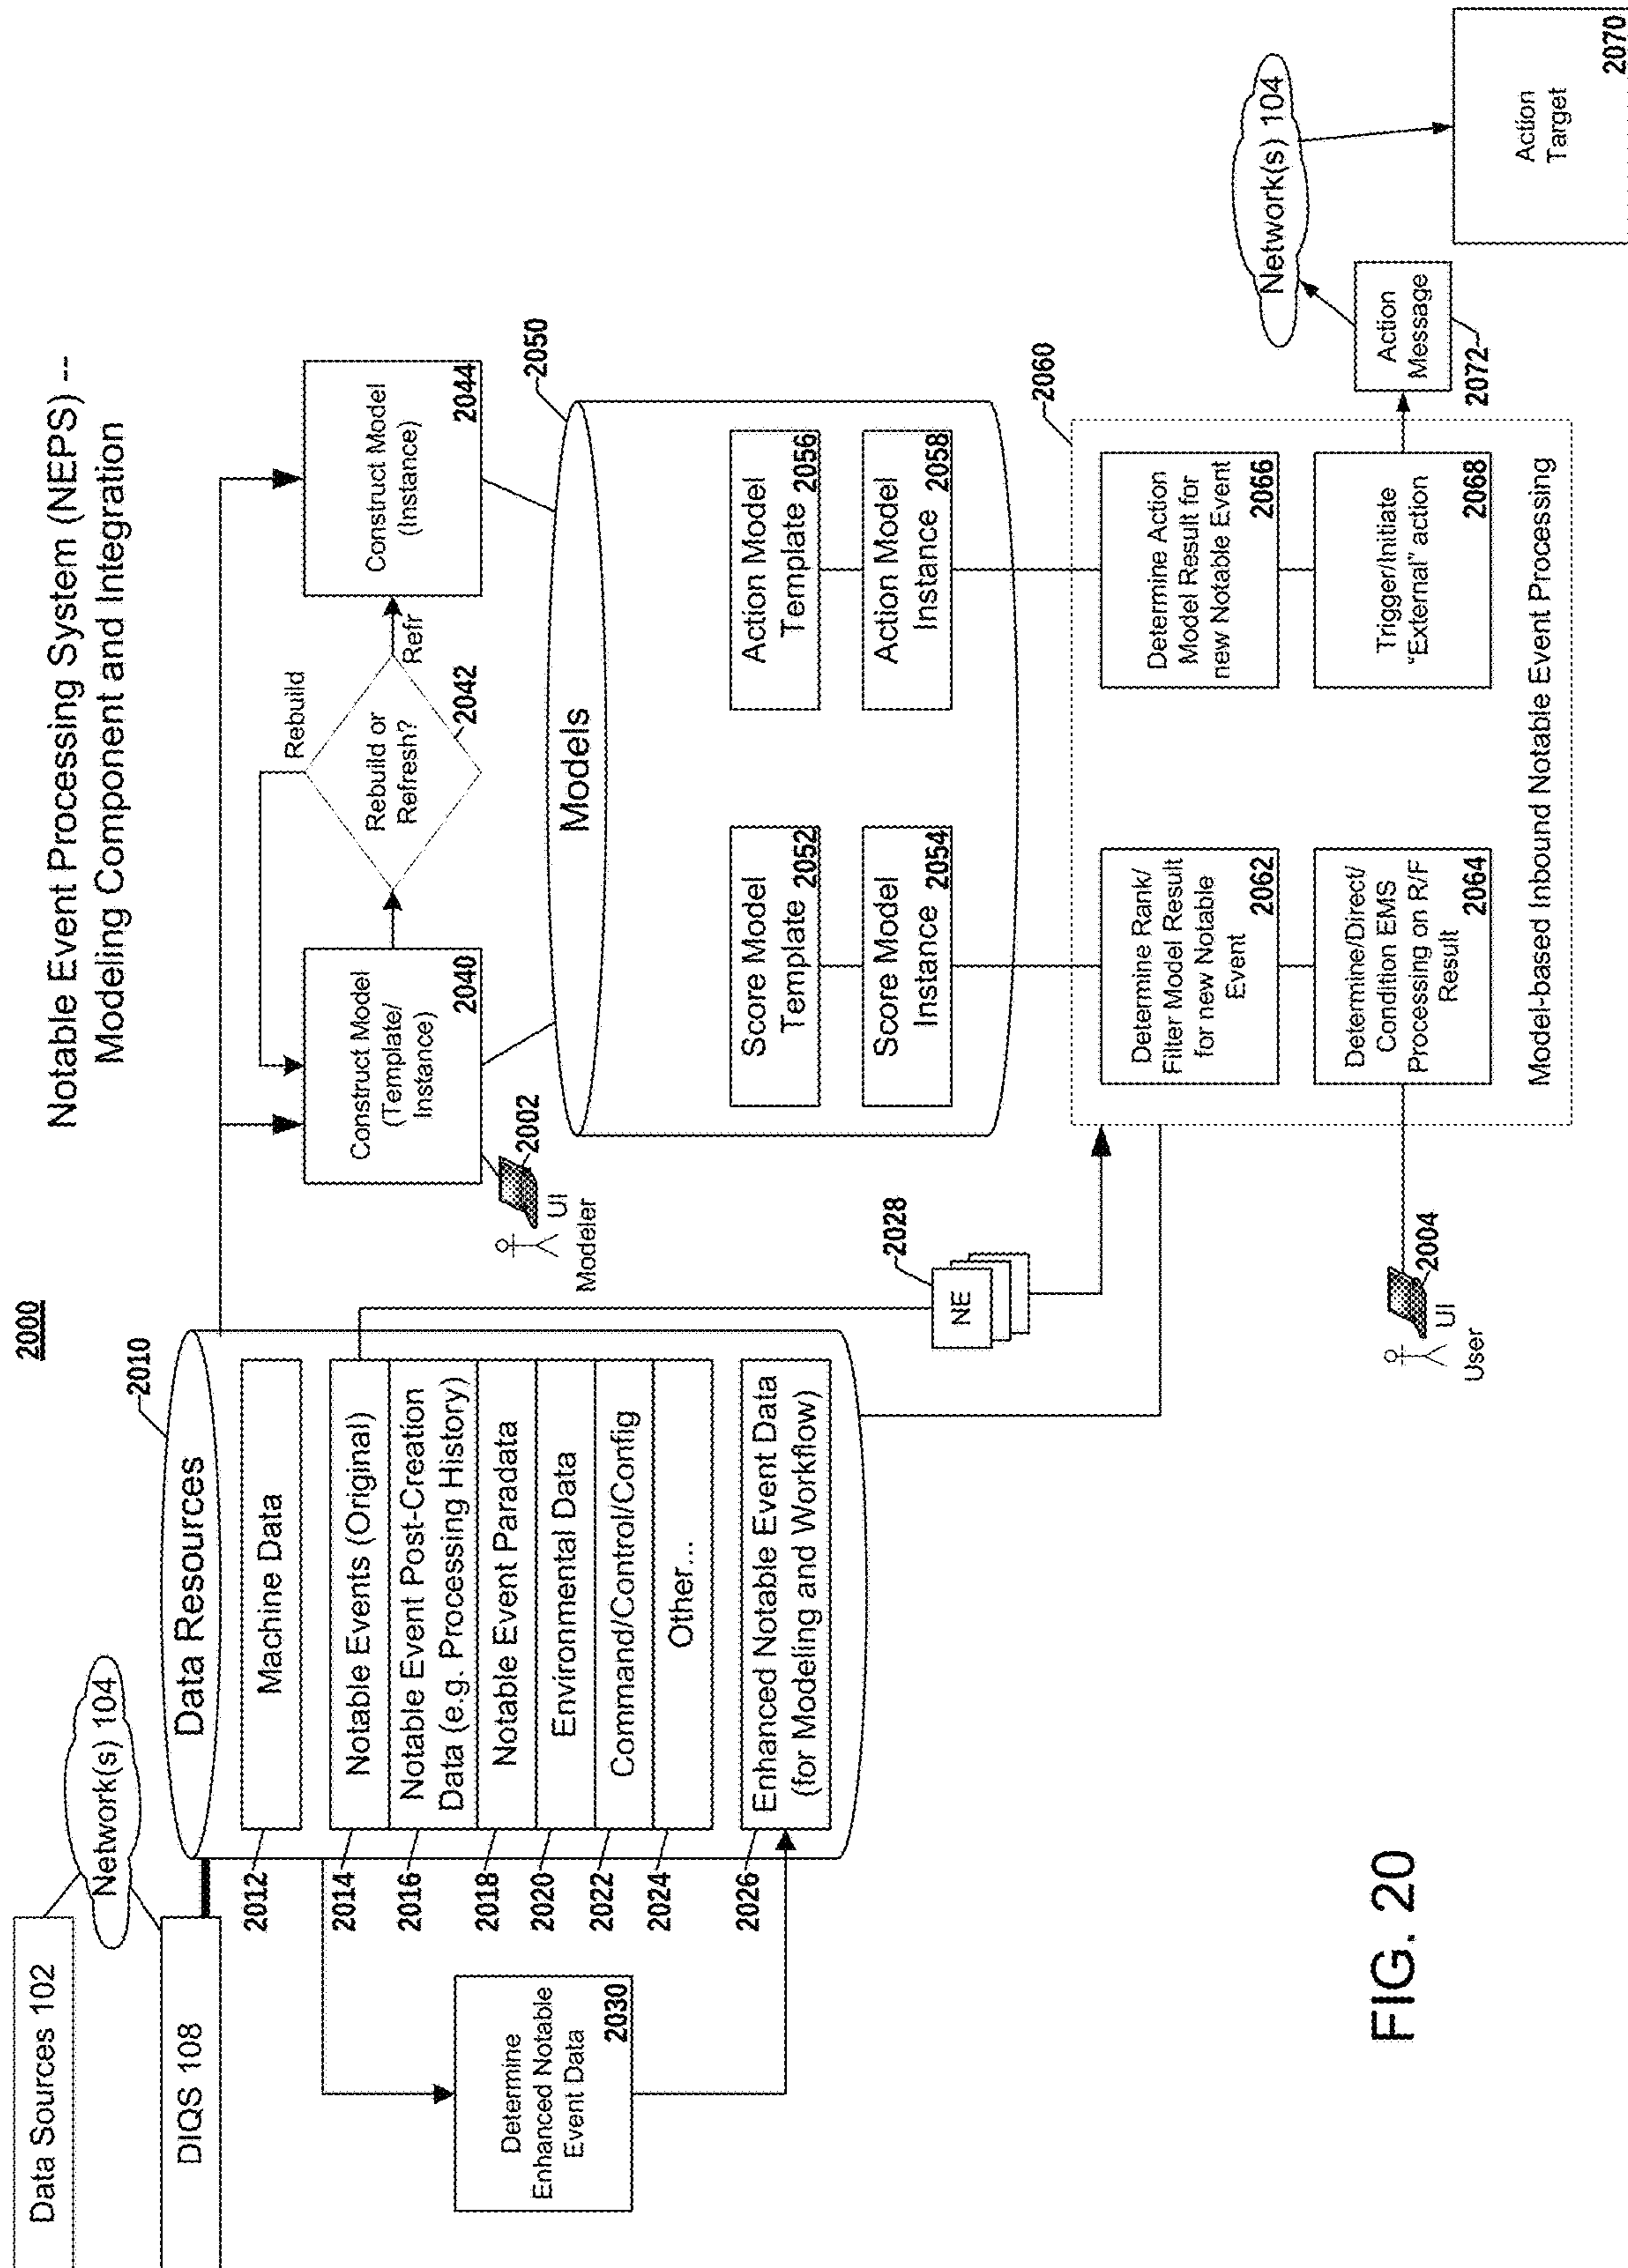 2000
Notable Event Processing System (NEPS) --
Modeling Component and Integration
Data Sources 102
Network(s) 104
DIQS 108
2010
Data Resources
Machine Data
2012
Notable Events (Original)
2014
Notable Event Post-Creation
Data (e.g. Processing History)
2016
Notable Event Paradata
2018
Environmental Data
2020
Command/Control/Config
2022
Other...
2024
Enhanced Notable Event Data
(for Modeling and Workflow)
2026
Determine
Enhanced Notable
Event Data
2030
NE
2028
Construct Model
(Template/
Instance)
2040
2002
UI
Modeler
Rebuild
Rebuild or
Refresh?
2042
Refr
Construct Model
(Instance)
2044
2050
Models
Score Model
Template 2052
Score Model
Instance 2054
Action Model
Template 2056
Action Model
Instance 2058
2060
Determine Rank/
Filter Model Result
for new Notable
Event
2062
Determine/Direct/
Condition EMS
Processing on R/F
Result
2064
Determine Action
Model Result for
new Notable Event
2066
Trigger/Initiate
"External" action
2068
Model-based Inbound Notable Event Processing
2004
UI
User
Action
Message
2072
Network(s) 104
Action
Target
2070
FIG. 20